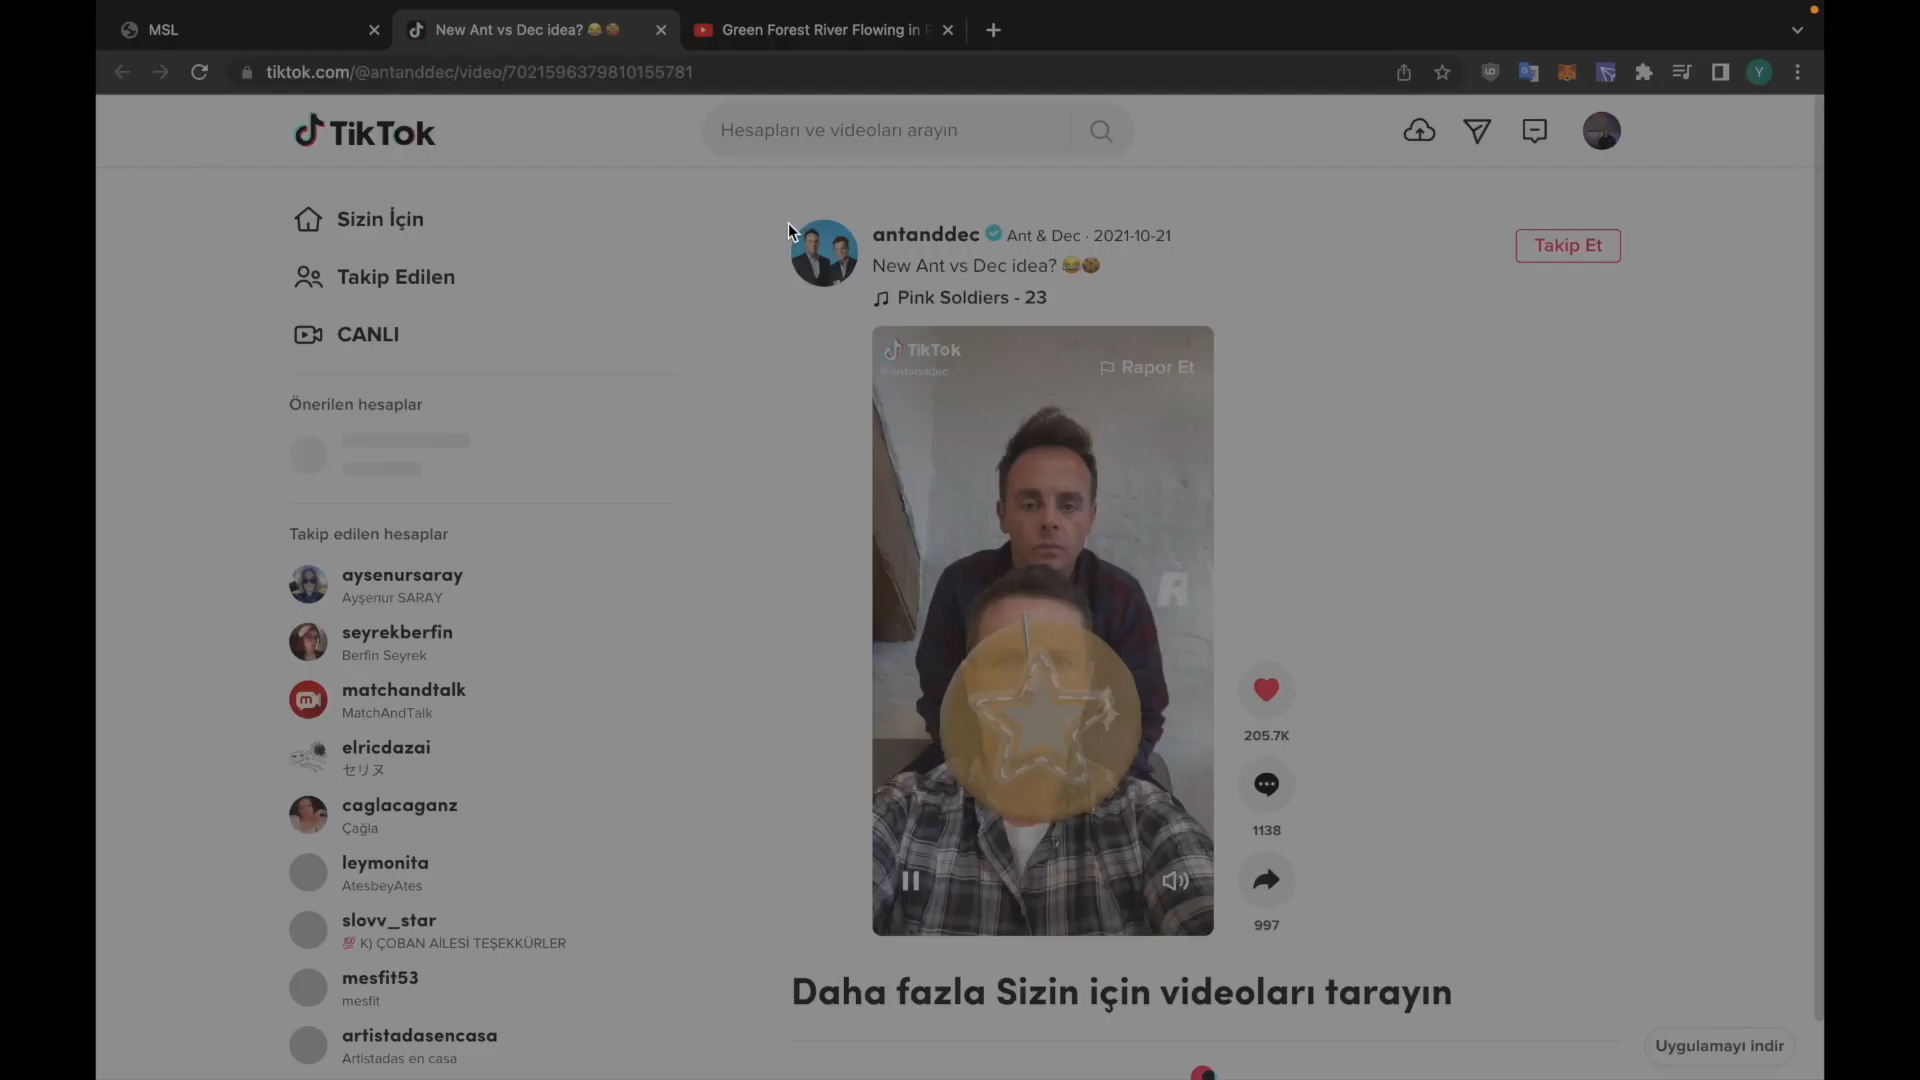 MSL
New Ant vs Dec idea? 😂🍪
Green Forest River Flowing in
tiktok.com/@antanddec/video/7021596379810155781
Y
TikTok
Hesapları ve videoları arayın
Sizin İçin
Takip Edilen
CANLI
Önerilen hesaplar
Takip edilen hesaplar
aysenursaray
Ayşenur SARAY
seyrekberfin
Berfin Seyrek
matchandtalk
MatchAndTalk
elricdazai
セリヌ
caglacaganz
Çağla
leymonita
AtesbeyAtes
slovv_star
💯 K) ÇOBAN AİLESİ TEŞEKKÜRLER
mesfit53
mesfit
artistadasencasa
Artistadas en casa
antanddec Ant & Dec · 2021-10-21
Takip Et
New Ant vs Dec idea? 😂🍪
Pink Soldiers - 23
TikTok
@antanddec
Rapor Et
R
205.7K
1138
997
Daha fazla Sizin için videoları tarayın
Uygulamayı indir